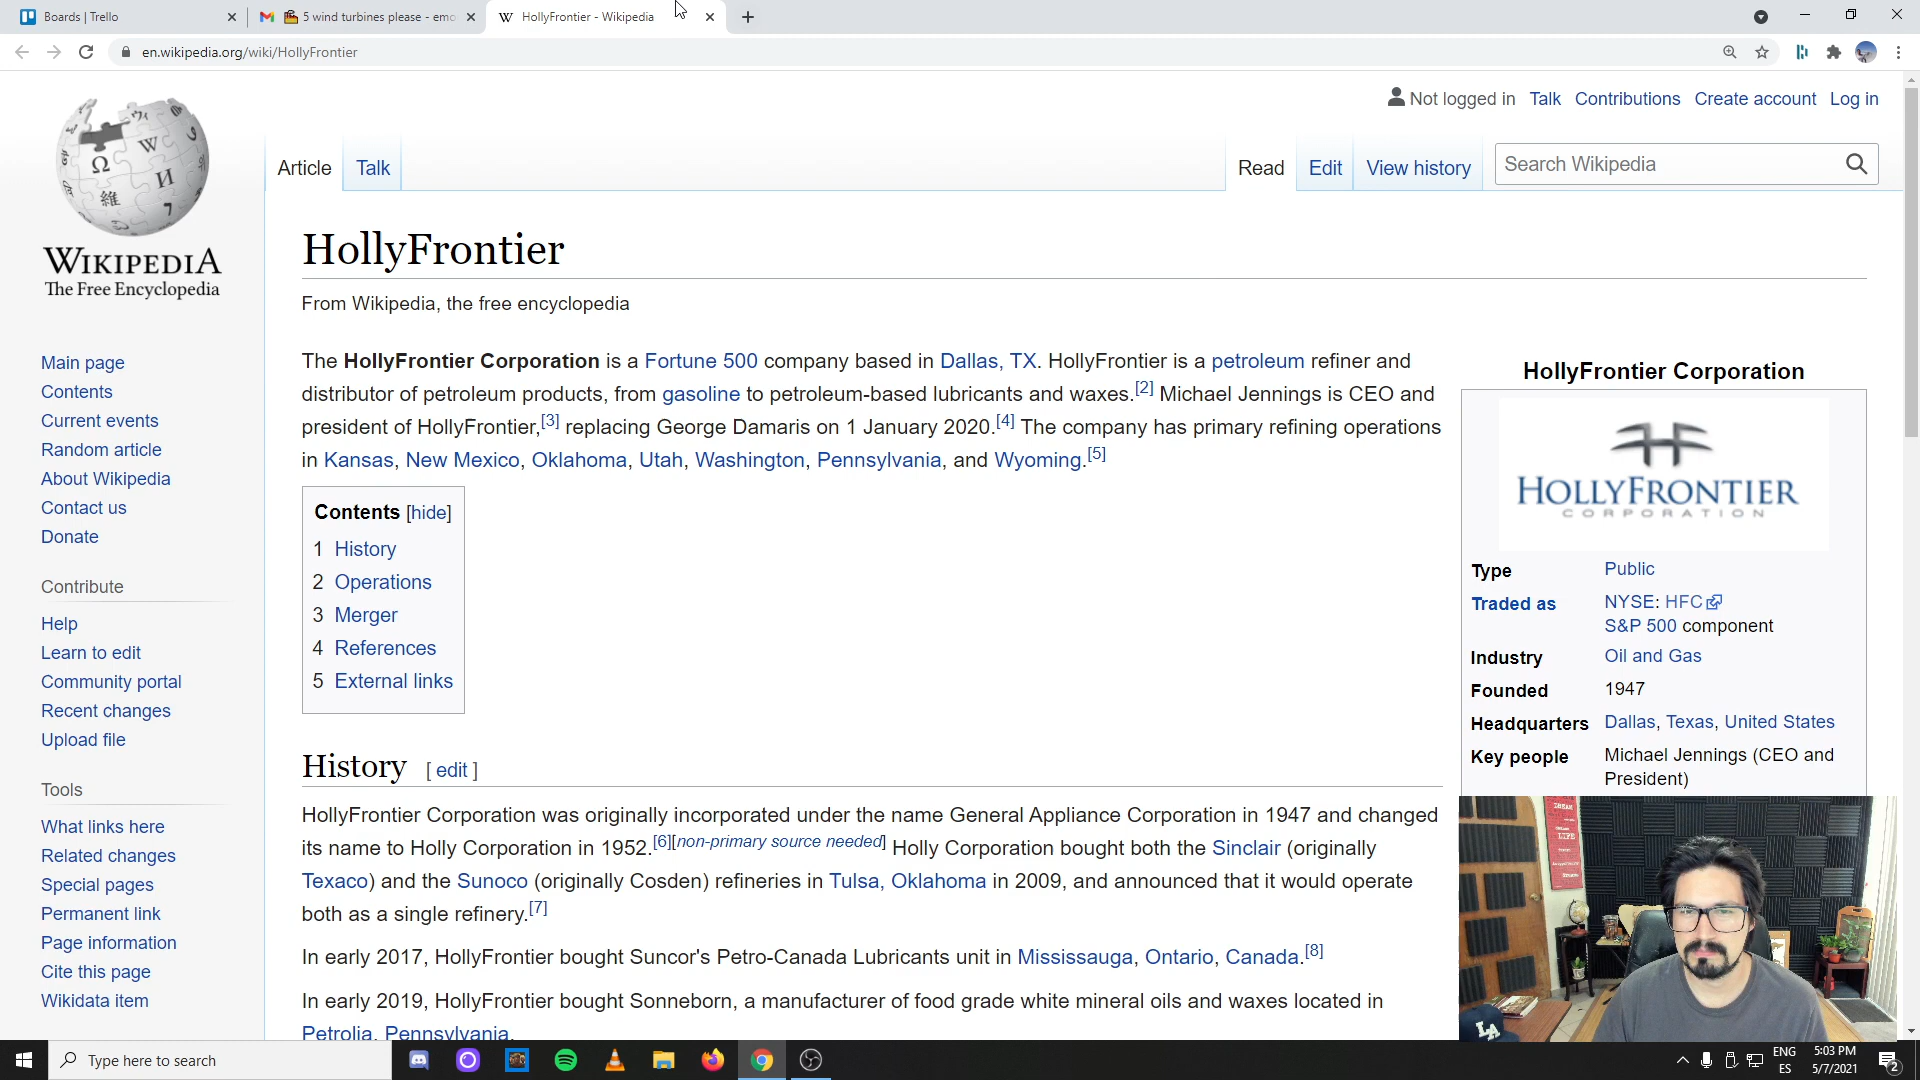 Boards | Trello
5 wind turbines please - emo
HollyFrontier - Wikipedia
en.wikipedia.org/wiki/HollyFrontier
Not logged in Talk Contributions Create account Log in
Article Talk
Read Edit View history Search Wikipedia
WIKIPEDIA
The Free Encyclopedia
Main page
Contents
Current events
Random article
About Wikipedia
Contact us
Donate
Contribute
Help
Learn to edit
Community portal
Recent changes
Upload file
Tools
What links here
Related changes
Special pages
Permanent link
Page information
Cite this page
Wikidata item
HollyFrontier
From Wikipedia, the free encyclopedia
The HollyFrontier Corporation is a Fortune 500 company based in Dallas, TX. HollyFrontier is a petroleum refiner and
distributor of petroleum products, from gasoline to petroleum-based lubricants and waxes.[2] Michael Jennings is CEO and
president of HollyFrontier,[3] replacing George Damaris on 1 January 2020.[4] The company has primary refining operations
in Kansas, New Mexico, Oklahoma, Utah, Washington, Pennsylvania, and Wyoming.[5]
Contents [hide]
1 History
2 Operations
3 Merger
4 References
5 External links
History [ edit ]
HollyFrontier Corporation was originally incorporated under the name General Appliance Corporation in 1947 and changed
its name to Holly Corporation in 1952.[6][non-primary source needed] Holly Corporation bought both the Sinclair (originally
Texaco) and the Sunoco (originally Cosden) refineries in Tulsa, Oklahoma in 2009, and announced that it would operate
both as a single refinery.[7]
In early 2017, HollyFrontier bought Suncor's Petro-Canada Lubricants unit in Mississauga, Ontario, Canada.[8]
In early 2019, HollyFrontier bought Sonneborn, a manufacturer of food grade white mineral oils and waxes located in
Petrolia, Pennsylvania.
HollyFrontier Corporation
HOLLYFRONTIER
CORPORATION
Type Public
Traded as NYSE: HFC
S&P 500 component
Industry Oil and Gas
Founded 1947
Headquarters Dallas, Texas, United States
Key people Michael Jennings (CEO and
President)
DREAM
LIFE
LA
Type here to search
ENG
ES
5:03 PM
5/7/2021
2